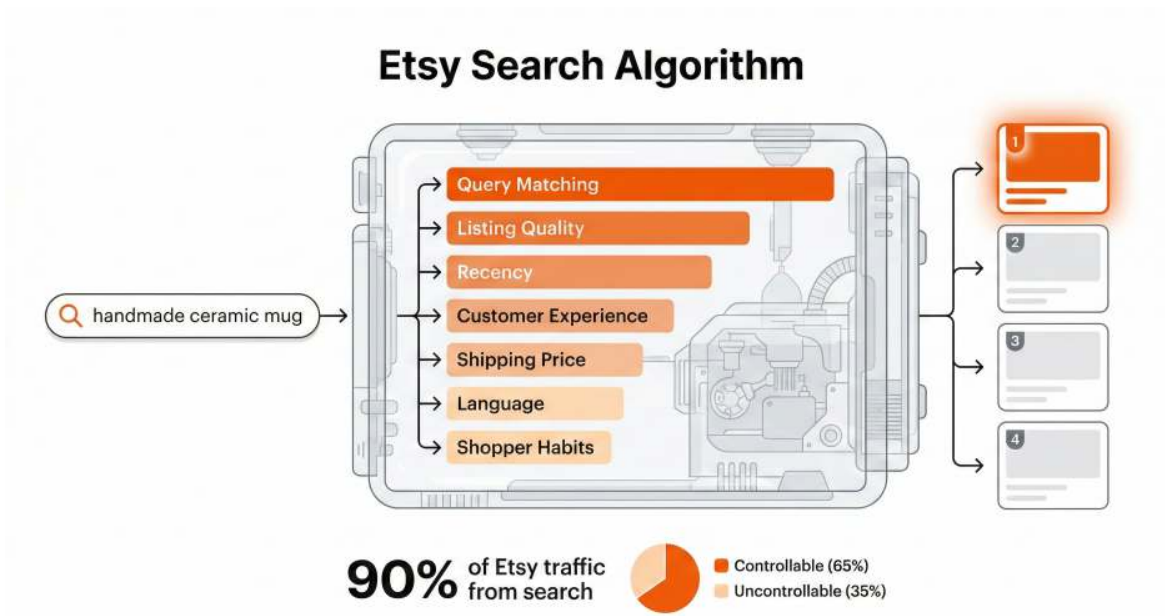 Etsy Search Algorithm
handmade ceramic mug
Query Matching
Listing Quality
Recency
Customer Experience
Shipping Price
Language
Shopper Habits
1
2
3
4
90% of Etsy traffic
from search
Controllable (65%)
Uncontrollable (35%)